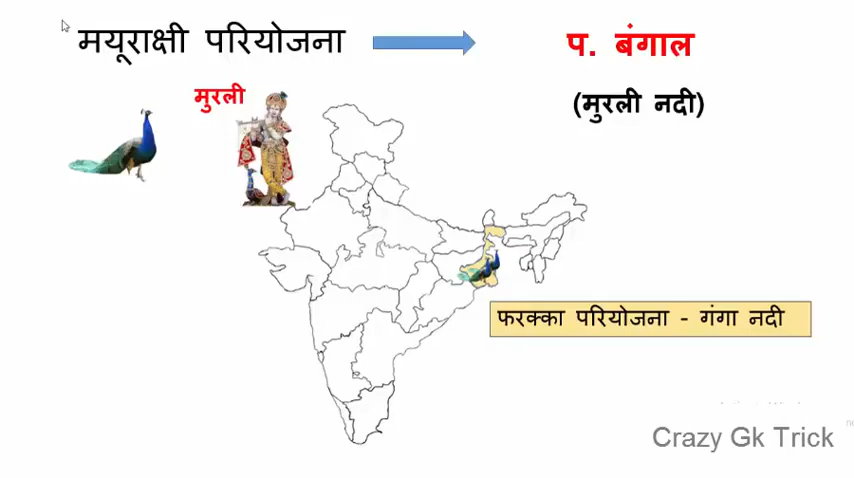 मयूराक्षी परियोजना
प. बंगाल
मुरली
(मुरली नदी)
फरक्का परियोजना - गंगा नदी
Crazy Gk Trick